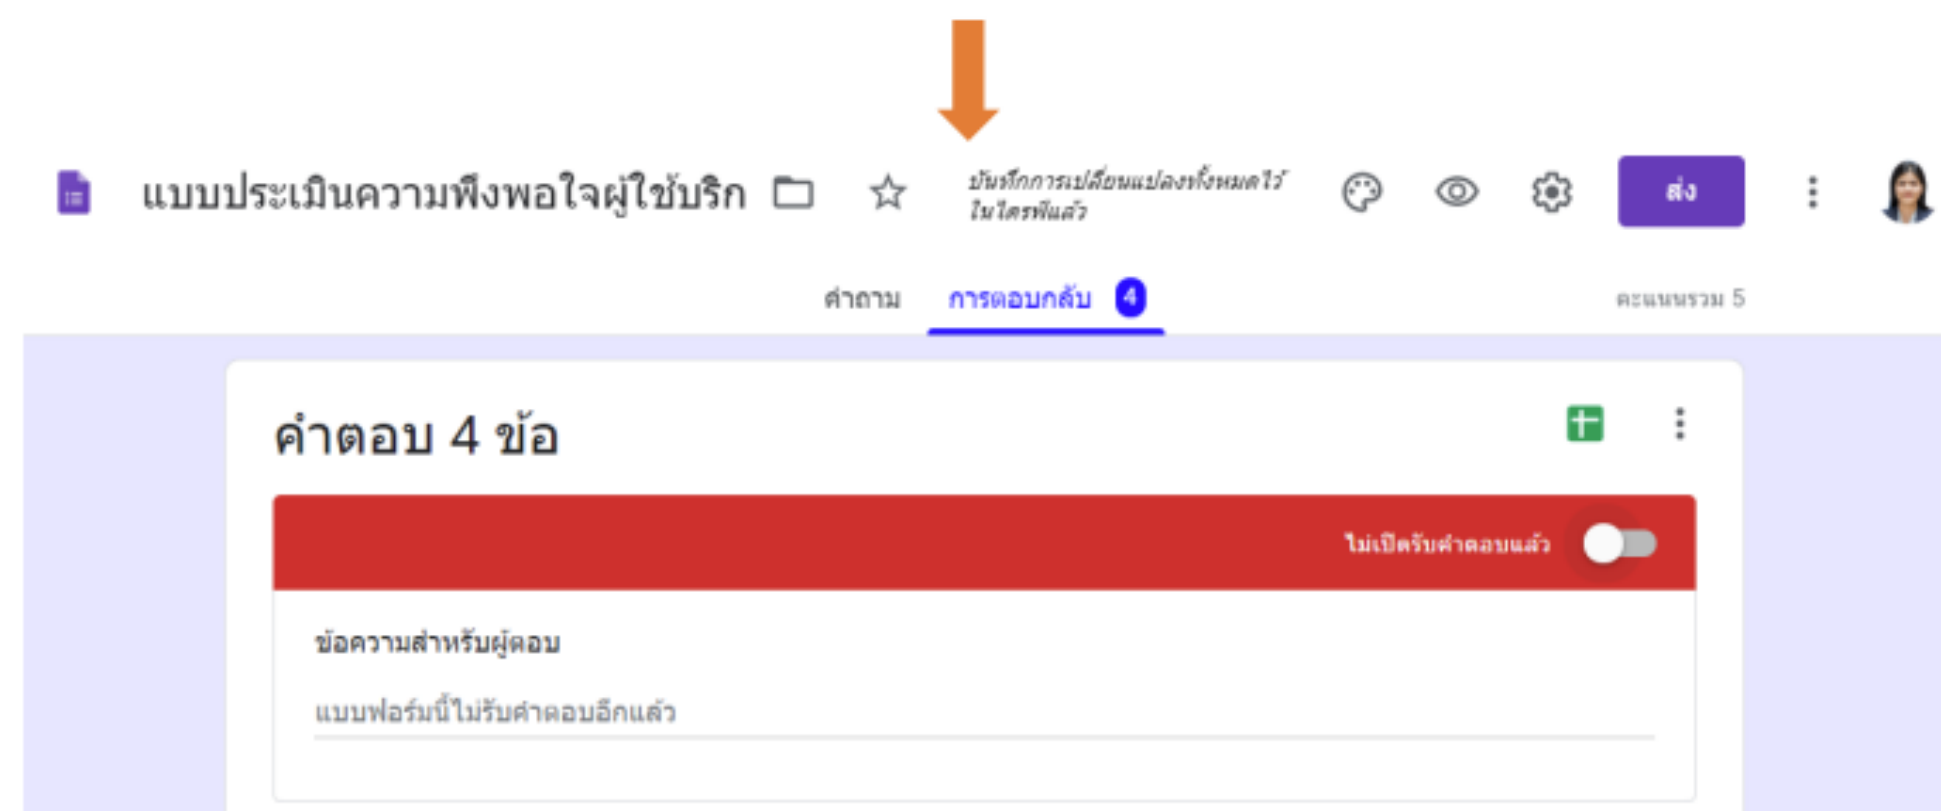 แบบประเมินความพึงพอใจผู้ใช้บริก
บันทึกการเปลี่ยนแปลงทั้งหมดไว้
ในไดรฟ์แล้ว
ส่ง
คำถาม
การตอบกลับ 4
คะแนนรวม 5
คำตอบ 4 ข้อ
ไม่เปิดรับคำตอบแล้ว
ข้อความสำหรับผู้ตอบ
แบบฟอร์มนี้ไม่รับคำตอบอีกแล้ว